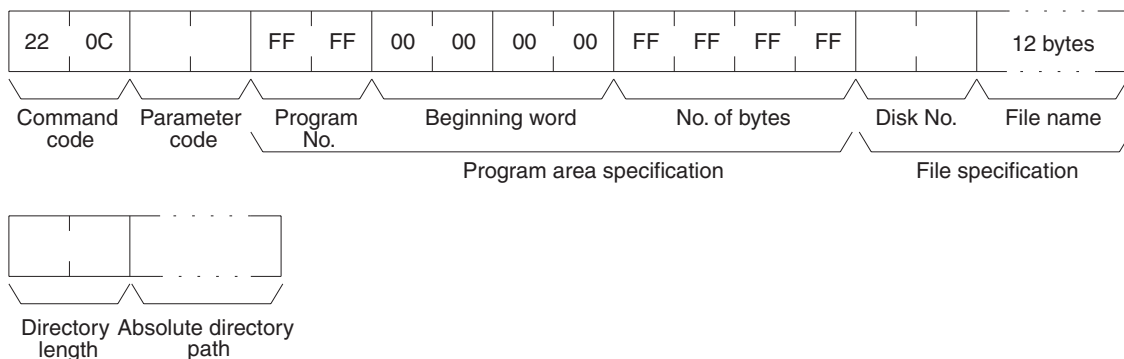 22 0C FF FF 00 00 00 00 FF FF FF FF 12 bytes
Command code
Parameter code
Program No.
Beginning word
No. of bytes
Disk No.
File name
Program area specification
File specification
Directory length
Absolute directory path